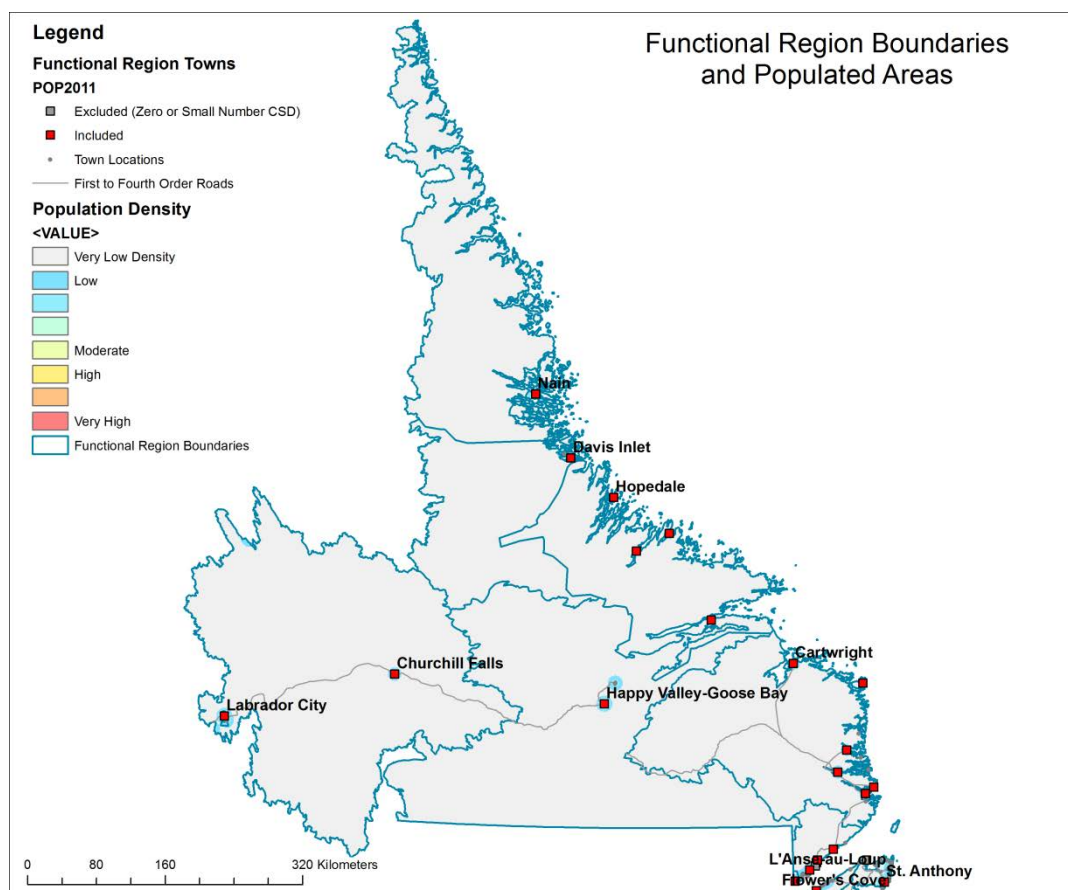 Legend
Functional Region Towns
POP2011
Excluded (Zero or Small Number CSD)
Included
Town Locations
First to Fourth Order Roads
Population Density
<VALUE>
Very Low Density
Low
Moderate
High
Very High
Functional Region Boundaries
Functional Region Boundaries
and Populated Areas
Nain
Davis Inlet
Hopedale
Cartwright
Churchill Falls
Happy Valley-Goose Bay
Labrador City
L'Anse-au-Loup
St. Anthony
Flower's Cove
0 80 160 320 Kilometers